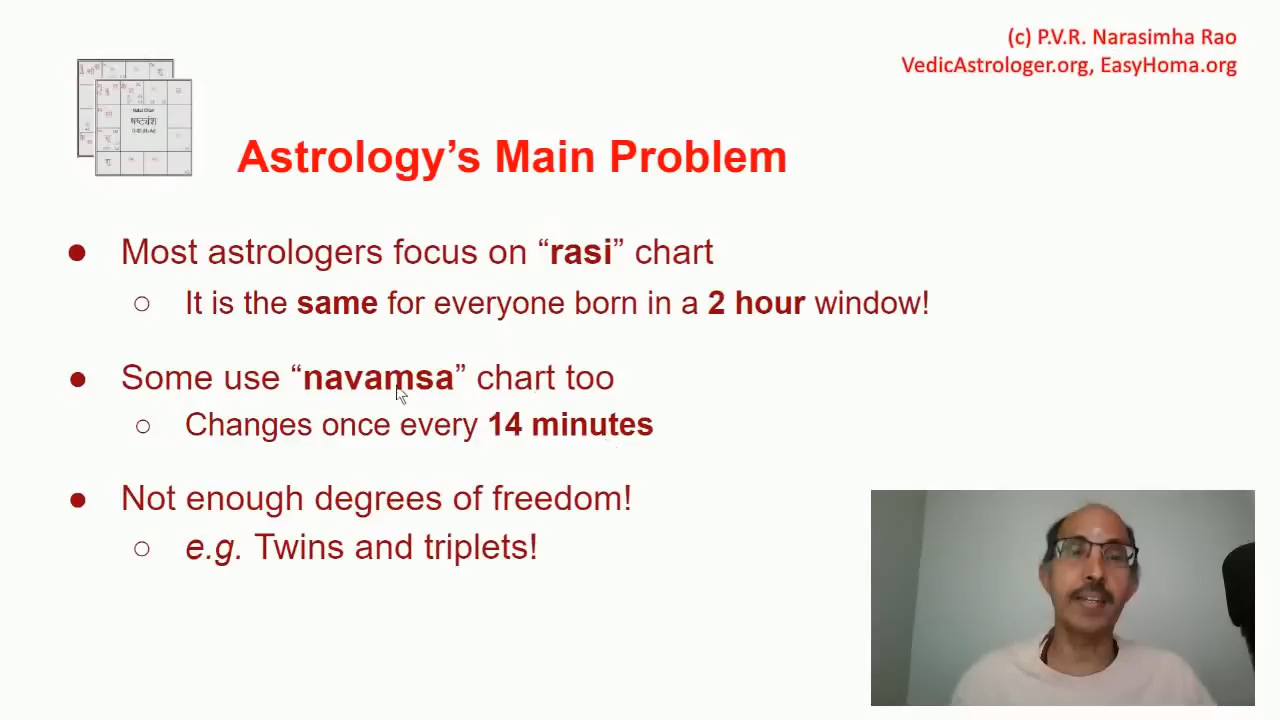 (c) P.V.R. Narasimha Rao
VedicAstrologer.org, EasyHoma.org
Astrology’s Main Problem
● Most astrologers focus on “rasi” chart
○ It is the same for everyone born in a 2 hour window!
● Some use “navamsa” chart too
○ Changes once every 14 minutes
● Not enough degrees of freedom!
○ e.g. Twins and triplets!
षष्ट्यंश